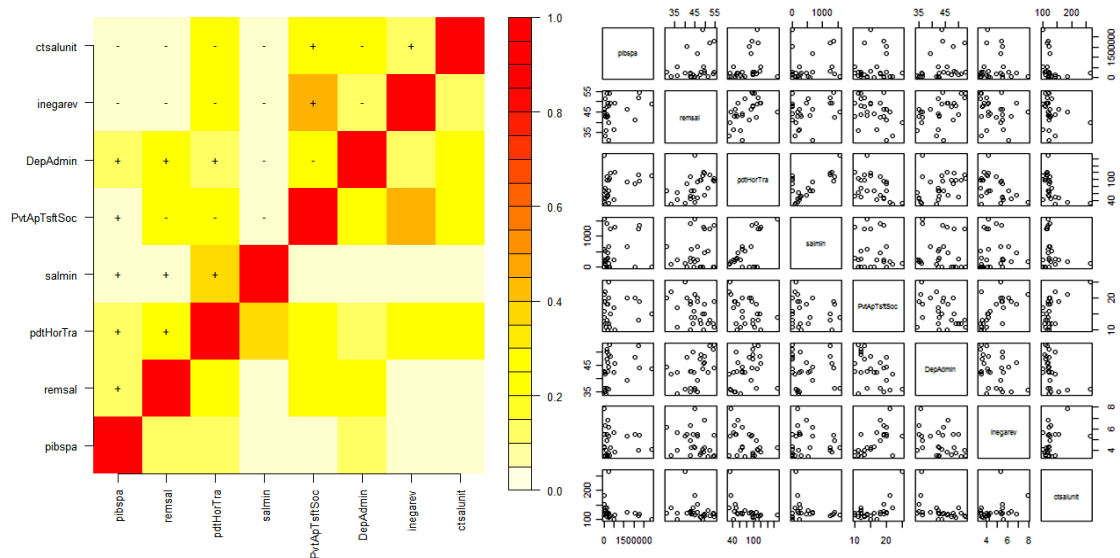 ctsalunit
inegarev
DepAdmin
PvtApTsftSoc
salmin
pdtHorTra
remsal
pibspa
- - - - + - +
- - - - + -
+ + + - -
+ - - -
+ + +
+ +
+
pibspa remsal pdtHorTra salmin PvtApTsftSoc DepAdmin inegarev ctsalunit
1.0
0.8
0.6
0.4
0.2
0.0
35 45 55 0 1000 35 45 100 200
pibspa
0 1500000
35 45 55
remsal
pdtHorTra
40 100
0 1000
salmin
PvtApTsftSoc
10 20
35 45
DepAdmin
inegarev
4 6 8
100 200
ctsalunit
0 1500000 40 100 10 20 4 6 8